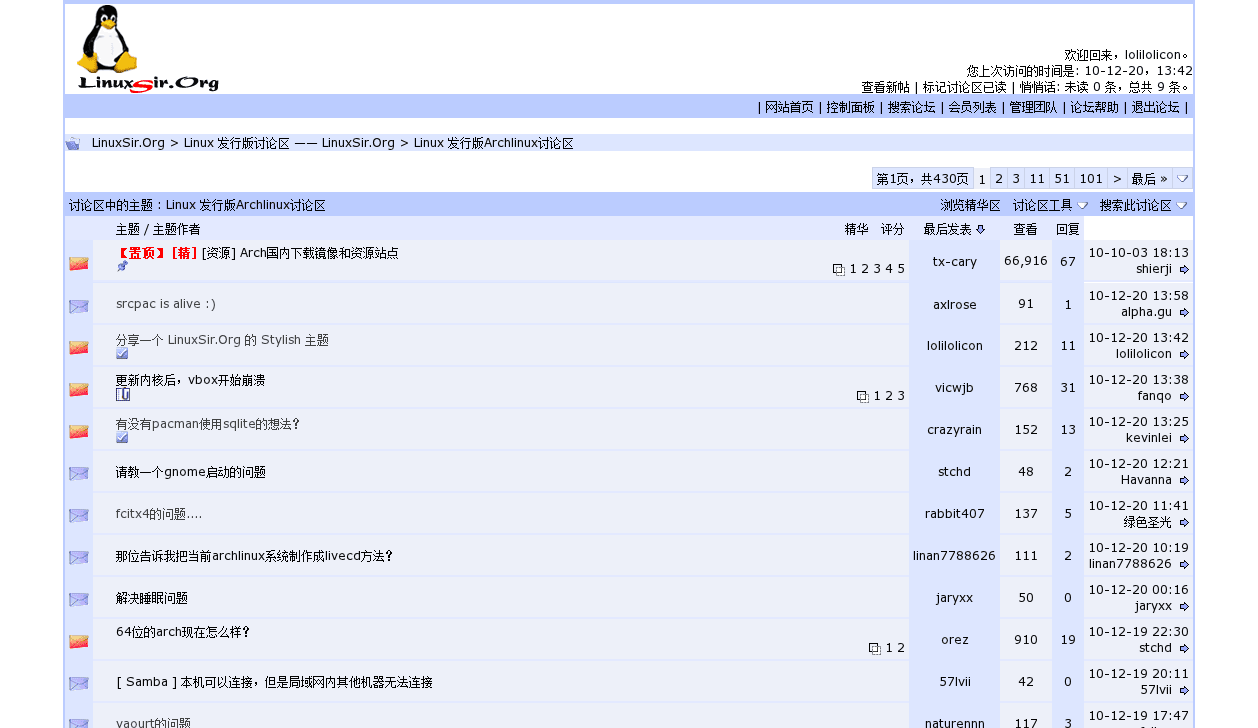 LinuxSir.Org
欢迎回来，lolilolicon。
您上次访问的时间是: 10-12-20，13:42
查看新帖 | 标记讨论区已读 | 悄悄话: 未读 0 条，总共 9 条。
| 网站首页 | 控制面板 | 搜索论坛 | 会员列表 | 管理团队 | 论坛帮助 | 退出论坛 |
LinuxSir.Org > Linux 发行版讨论区 —— LinuxSir.Org > Linux 发行版Archlinux讨论区
第1页，共430页 1 2 3 11 51 101 > 最后 »
讨论区中的主题 : Linux 发行版Archlinux讨论区 浏览精华区 讨论区工具 搜索此讨论区
主题 / 主题作者 精华 评分 最后发表 查看 回复
【置顶】 [精] [资源] Arch国内下载镜像和资源站点 1 2 3 4 5 tx-cary 66,916 67 10-10-03 18:13
shierji
srcpac is alive :) axlrose 91 1 10-12-20 13:58
alpha.gu
分享一个 LinuxSir.Org 的 Stylish 主题 lolilolicon 212 11 10-12-20 13:42
lolilolicon
更新内核后，vbox开始崩溃 1 2 3 vicwjb 768 31 10-12-20 13:38
fanqo
有没有pacman使用sqlite的想法？ crazyrain 152 13 10-12-20 13:25
kevinlei
请教一个gnome启动的问题 stchd 48 2 10-12-20 12:21
Havanna
fcitx4的问题.... rabbit407 137 5 10-12-20 11:41
绿色圣光
那位告诉我把当前archlinux系统制作成livecd方法？ linan7788626 111 2 10-12-20 10:19
linan7788626
解决睡眠问题 jaryxx 50 0 10-12-20 00:16
jaryxx
64位的arch现在怎么样？ 1 2 orez 910 19 10-12-19 22:30
stchd
[ Samba ] 本机可以连接，但是局域网内其他机器无法连接 57lvii 42 0 10-12-19 20:11
57lvii
yaourt的问题 naturennn 117 3 10-12-19 17:47